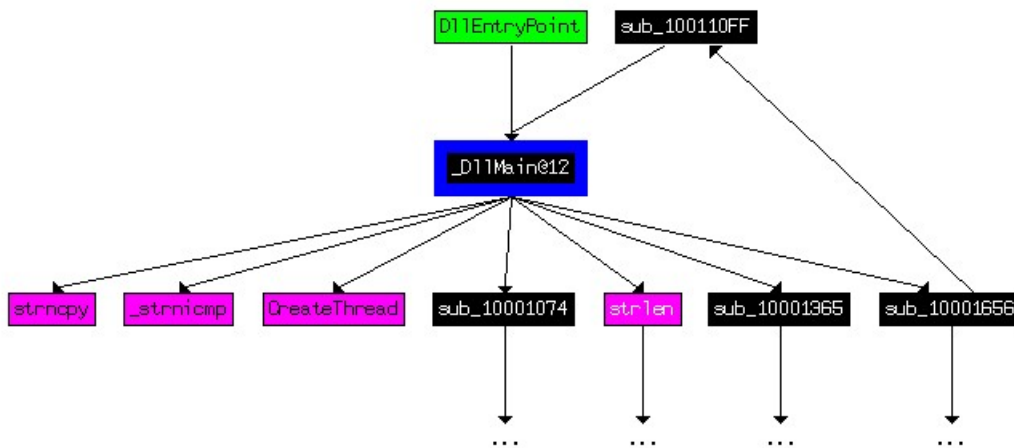 DllEntryPoint sub_100110FF
_DllMain@12
strncpy _strnicmp CreateThread sub_10001074 strlen sub_10001365 sub_10001656
... ... ... ...